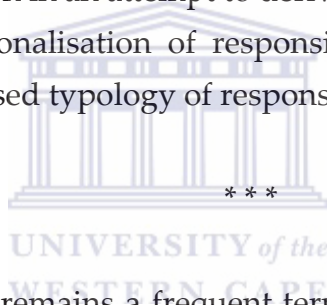 onalisation of responsi
sed typology of respons
***
UNIVERSITY of the
remains a frequent term
WESTERN CAPE